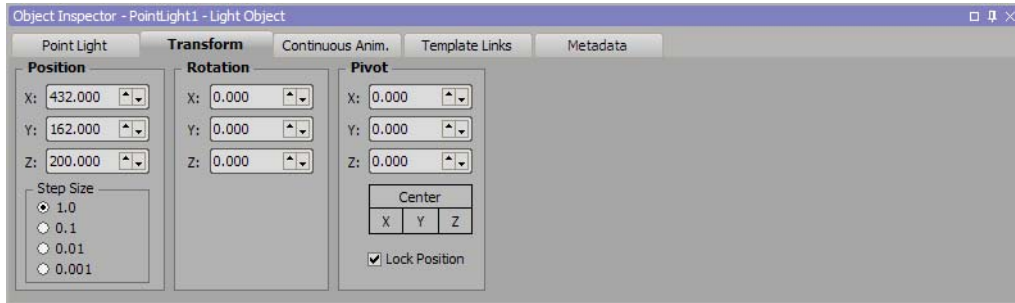 Object Inspector - PointLight1 - Light Object
Point Light Transform Continuous Anim. Template Links Metadata
Position Rotation Pivot
X: 432.000 X: 0.000 X: 0.000
Y: 162.000 Y: 0.000 Y: 0.000
Z: 200.000 Z: 0.000 Z: 0.000
Step Size
1.0
0.1
0.01
0.001
Center
X Y Z
Lock Position